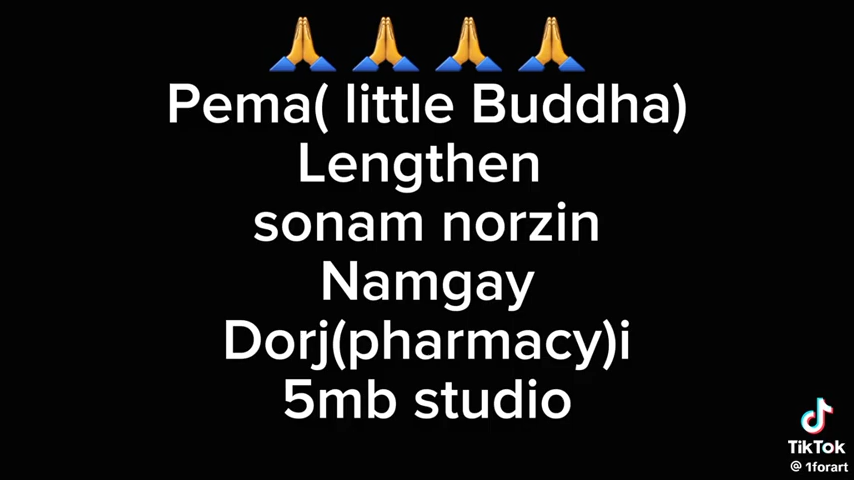 🙏 🙏 🙏 🙏
Pema( little Buddha)
Lengthen
sonam norzin
Namgay
Dorj(pharmacy)i
5mb studio
TikTok
@ 1forart